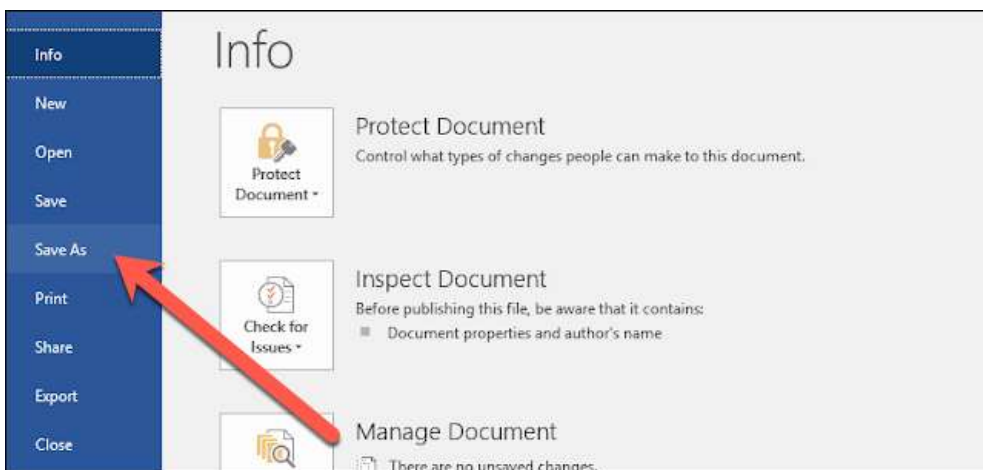 Info
New
Open
Save
Save As
Print
Share
Export
Close
Info
Protect
Document
Protect Document
Control what types of changes people can make to this document.
Check for
Issues
Inspect Document
Before publishing this file, be aware that it contains:
Document properties and author's name
Manage Document
There are no unsaved changes.